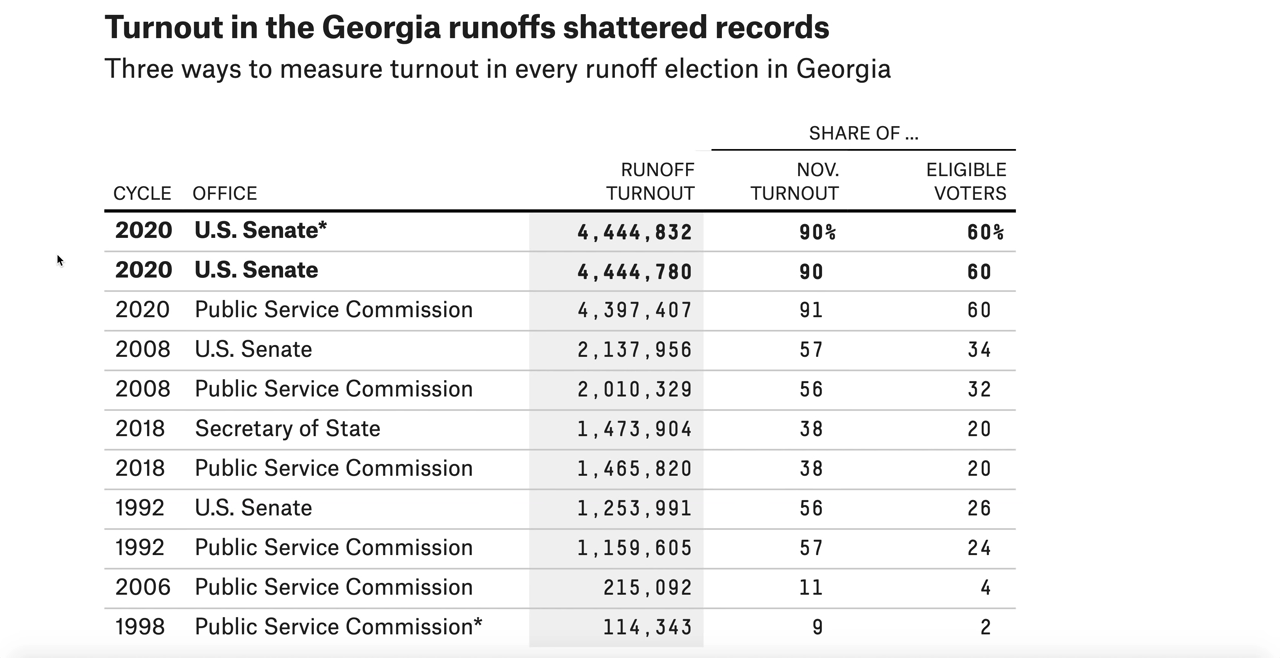 Turnout in the Georgia runoffs shattered records
Three ways to measure turnout in every runoff election in Georgia
SHARE OF ...
RUNOFF NOV. ELIGIBLE
CYCLE OFFICE TURNOUT TURNOUT VOTERS
2020 U.S. Senate* 4,444,832 90% 60%
2020 U.S. Senate 4,444,780 90 60
2020 Public Service Commission 4,397,407 91 60
2008 U.S. Senate 2,137,956 57 34
2008 Public Service Commission 2,010,329 56 32
2018 Secretary of State 1,473,904 38 20
2018 Public Service Commission 1,465,820 38 20
1992 U.S. Senate 1,253,991 56 26
1992 Public Service Commission 1,159,605 57 24
2006 Public Service Commission 215,092 11 4
1998 Public Service Commission* 114,343 9 2